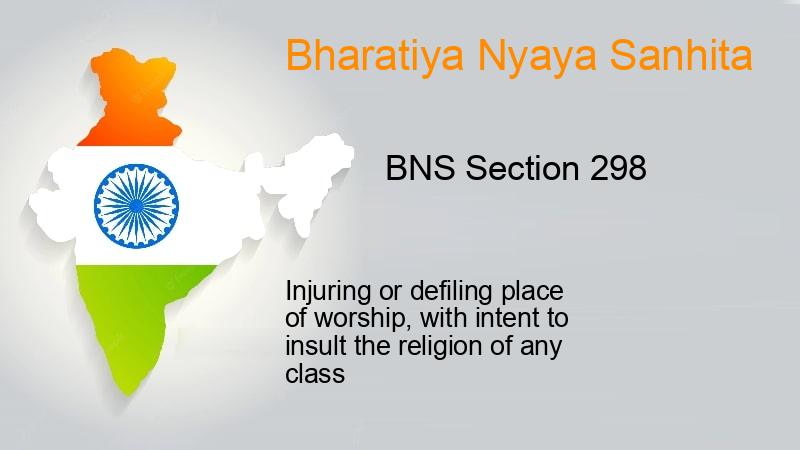 Bharatiya Nyaya Sanhita
BNS Section 298
Injuring or defiling place
of worship, with intent to
insult the religion of any
class